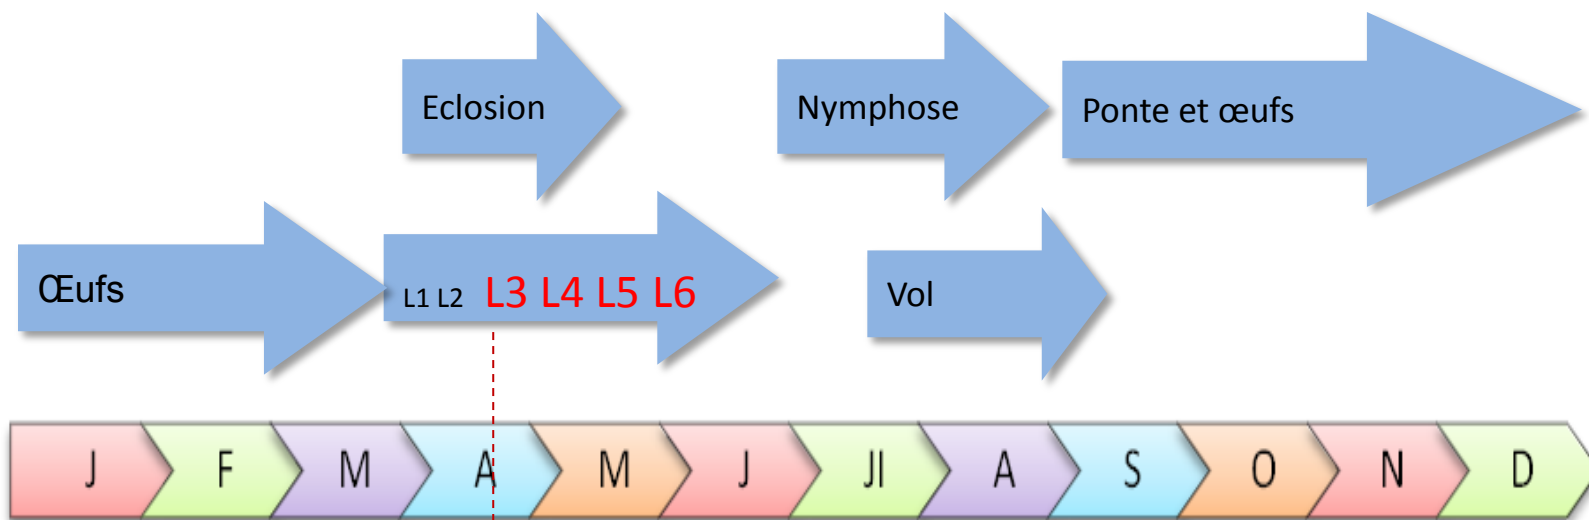 Eclosion
Nymphose
Ponte et œufs
Œufs
L1 L2 L3 L4 L5 L6
Vol
J F M A M J Jl A S O N D